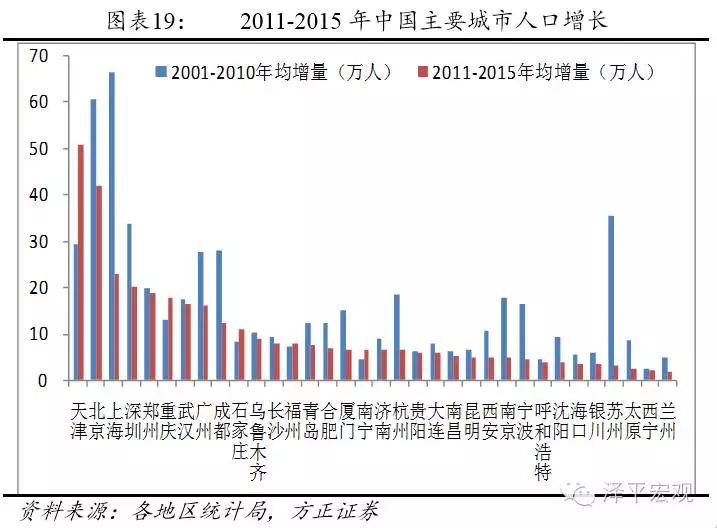 图表19： 2011-2015 年中国主要城市人口增长
2001-2010年均增量（万人） 2011-2015年均增量（万人）
70
60
50
40
30
20
10
0
天津 北京 上海 深圳 郑州 重庆 武汉 广州 成都 石家庄 乌鲁木齐 长沙 福州 青岛 合肥 厦门 南宁 济南 杭州 贵阳 大连 南昌 昆明 西安 南京 宁波 呼和浩特 沈阳 海口 银川 苏州 太原 西宁 兰州
资料来源：各地区统计局，方正证券
泽平宏观